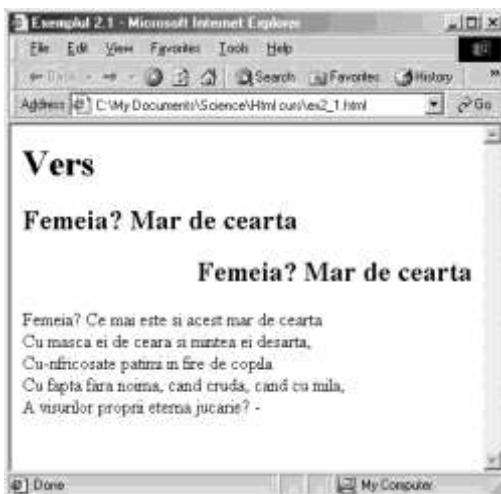 Exemplul 2.1 - Microsoft Internet Explorer
File Edit View Favorites Tools Help
Back Search Favorites History »
Address C:\My Documents\Science\Html curs\ex2_1.html Go
Vers
Femeia? Mar de cearta
Femeia? Mar de cearta
Femeia? Ce mai este si acest mar de cearta
Cu masca ei de ceara si mintea ei desarta,
Cu-nfricosate patimi in fire de copila
Cu fapta fara noima, cand cruda, cand cu mila,
A visurilor proprii eterna jucarie? -
Done My Computer